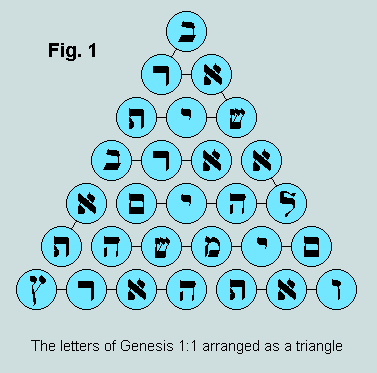 Fig. 1
ב
ר א
ש י ת
ב ר א א
ל ה י ם א
ת ה ש מ י ם
ו א ת ה א ר ץ
The letters of Genesis 1:1 arranged as a triangle